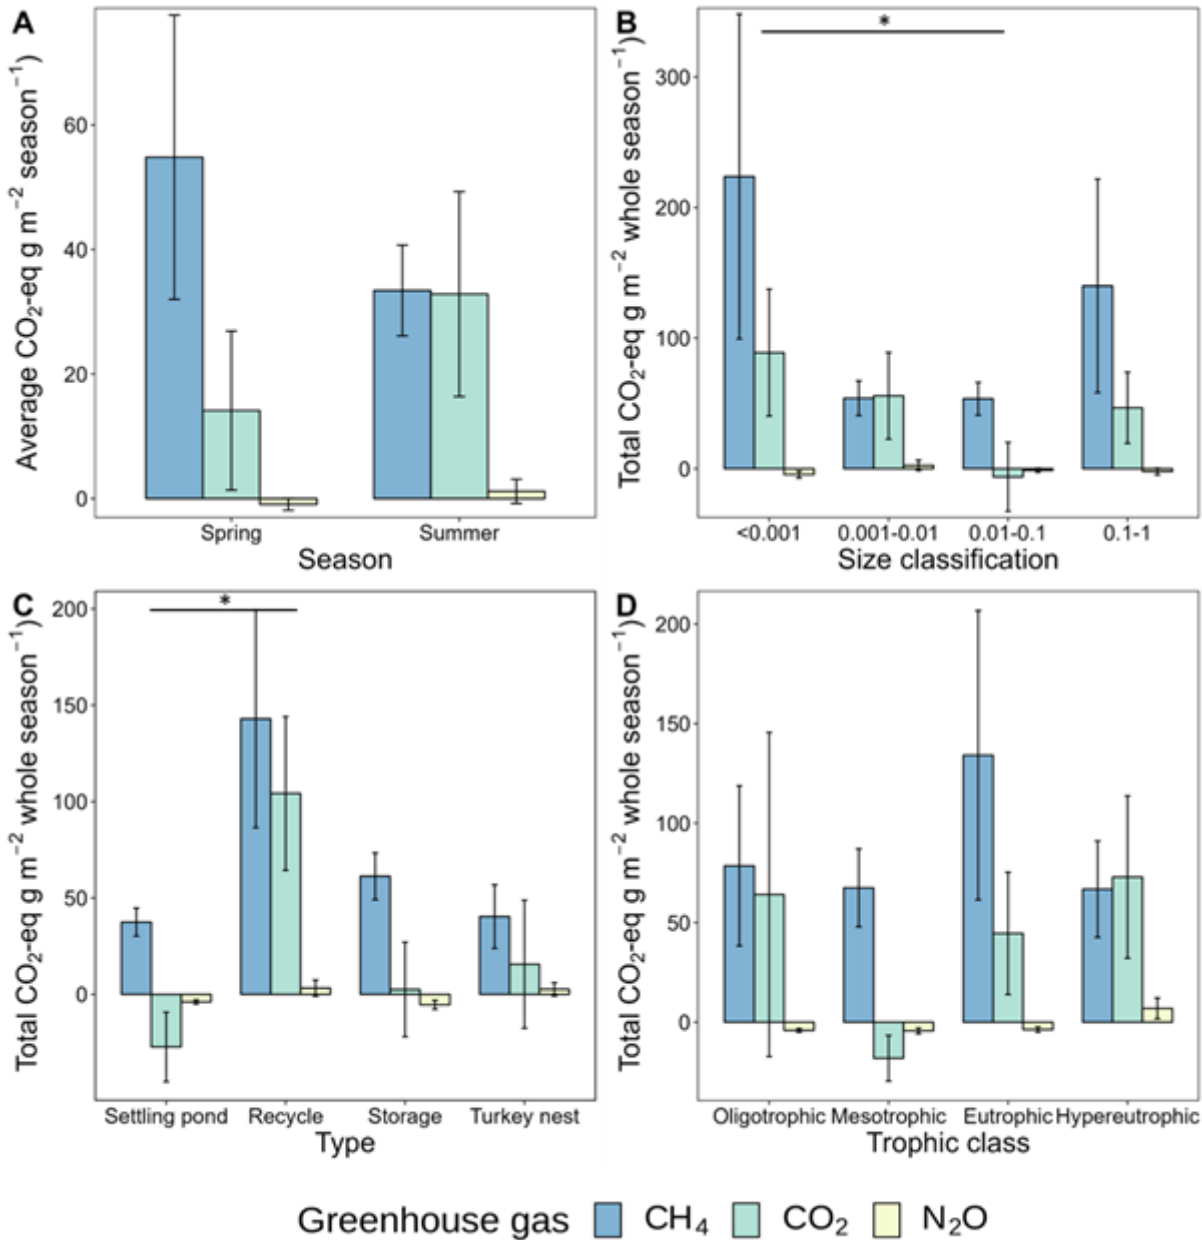 A
Average CO₂-eq g m⁻² season⁻¹)
60
40
20
0
Spring Summer
Season
B
*
Total CO₂-eq g m⁻² whole season⁻¹)
300
200
100
0
<0.001 0.001-0.01 0.01-0.1 0.1-1
Size classification
C
*
Total CO₂-eq g m⁻² whole season⁻¹)
200
150
100
50
0
Settling pond Recycle Storage Turkey nest
Type
D
Total CO₂-eq g m⁻² whole season⁻¹)
200
150
100
50
0
Oligotrophic Mesotrophic Eutrophic Hypereutrophic
Trophic class
Greenhouse gas CH₄ CO₂ N₂O